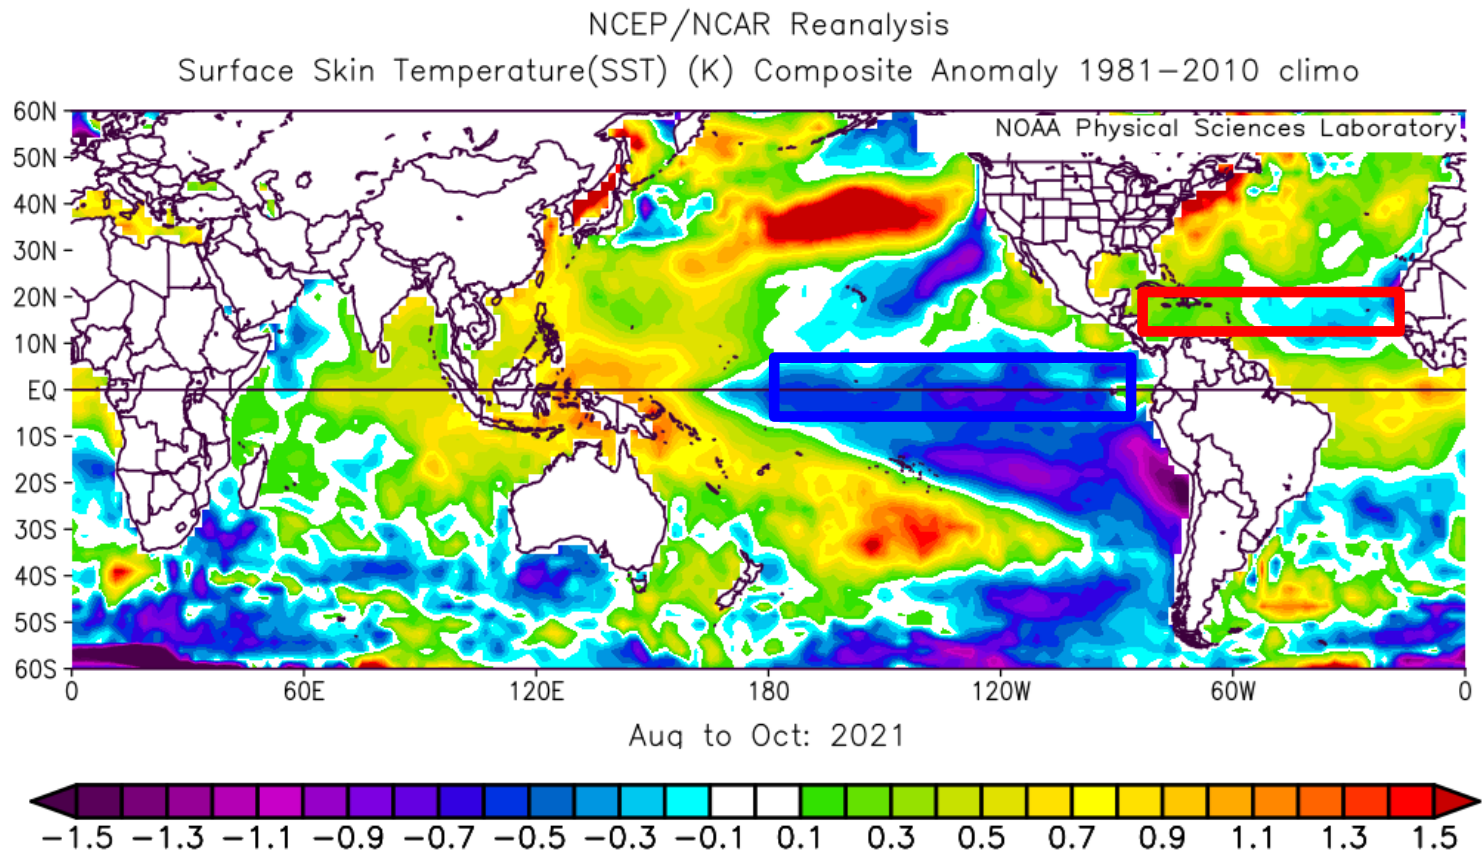 NCEP/NCAR Reanalysis
Surface Skin Temperature(SST) (K) Composite Anomaly 1981−2010 climo
NOAA Physical Sciences Laboratory
60N
50N
40N
30N
20N
10N
EQ
10S
20S
30S
40S
50S
60S
0 60E 120E 180 120W 60W 0
Aug to Oct: 2021
−1.5 −1.3 −1.1 −0.9 −0.7 −0.5 −0.3 −0.1 0.1 0.3 0.5 0.7 0.9 1.1 1.3 1.5